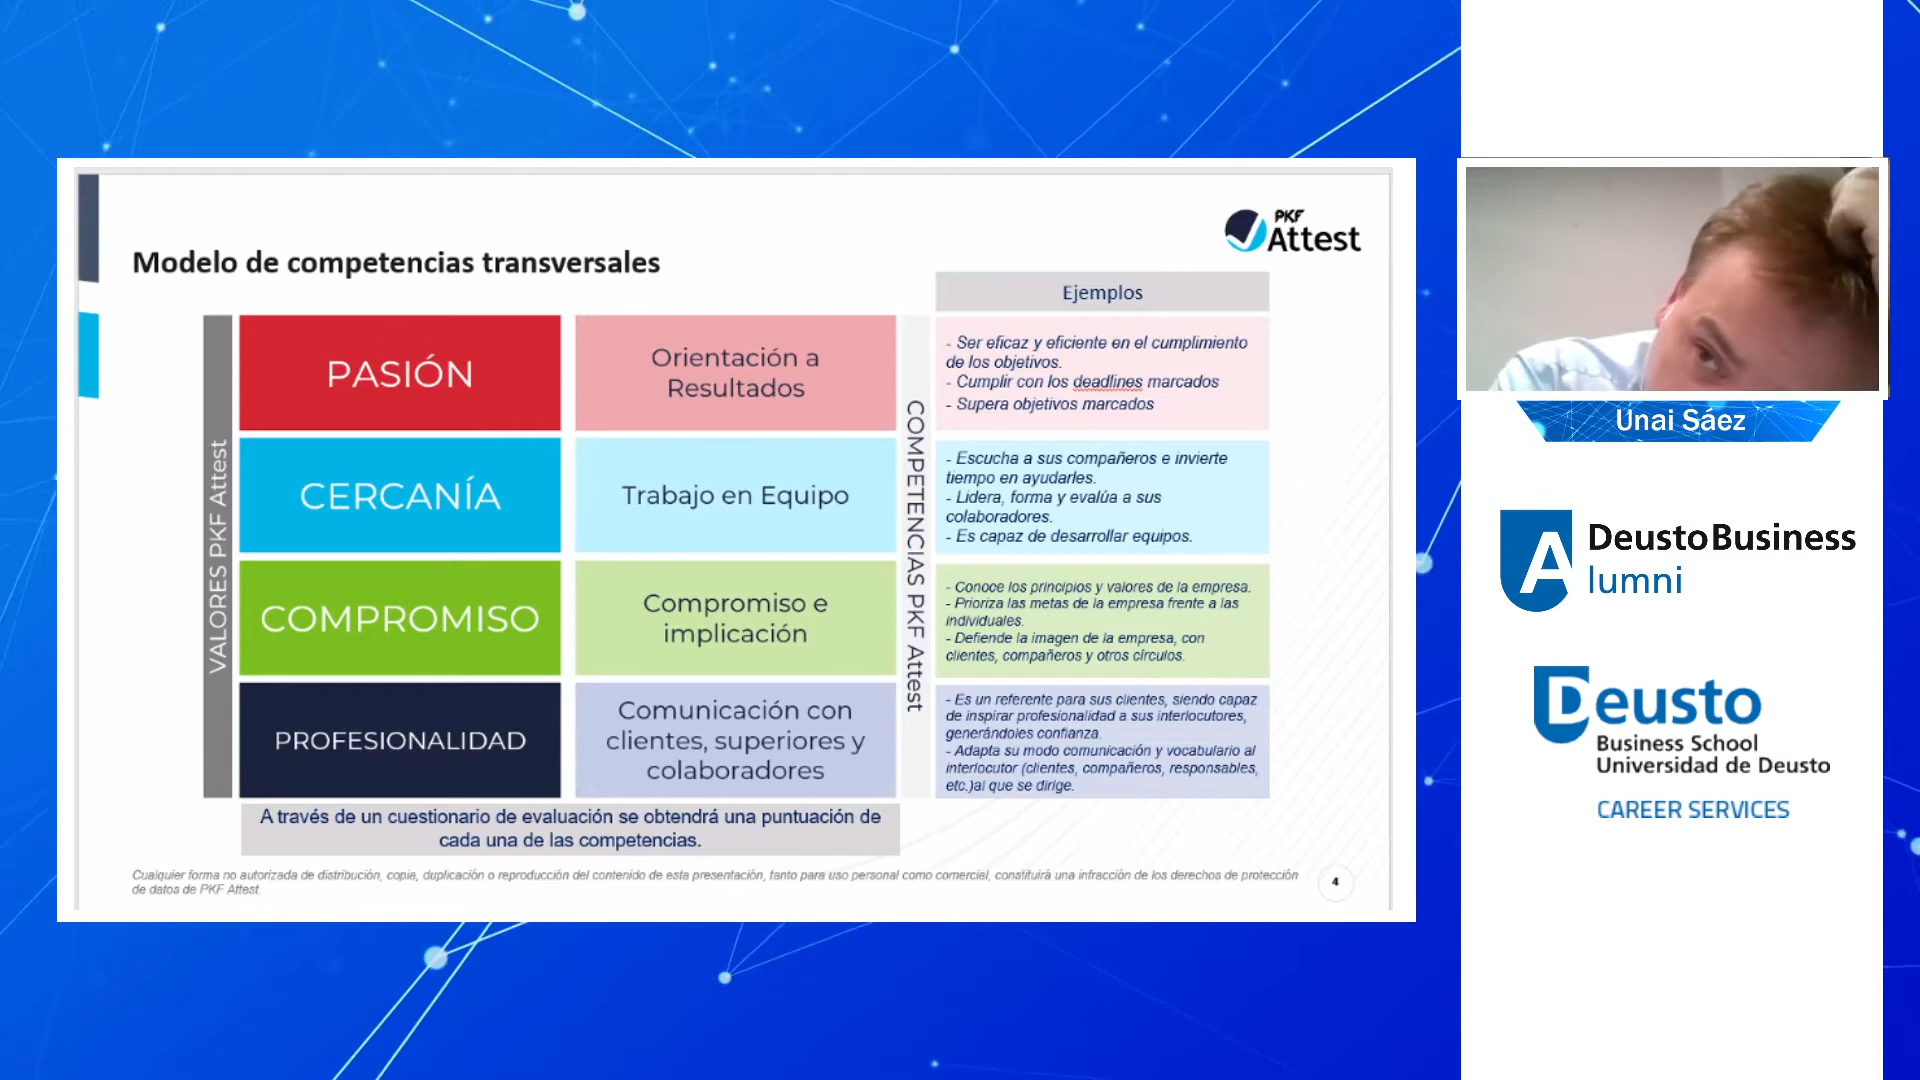 PKF
Attest
Modelo de competencias transversales
Ejemplos
VALORES PKF Attest
PASIÓN
Orientación a
Resultados
COMPETENCIAS PKF Attest
- Ser eficaz y eficiente en el cumplimiento
de los objetivos.
- Cumplir con los deadlines marcados
- Supera objetivos marcados
CERCANÍA
Trabajo en Equipo
- Escucha a sus compañeros e invierte
tiempo en ayudarles.
- Lidera, forma y evalúa a sus
colaboradores.
- Es capaz de desarrollar equipos.
COMPROMISO
Compromiso e
implicación
- Conoce los principios y valores de la empresa.
- Prioriza las metas de la empresa frente a las
individuales.
- Defiende la imagen de la empresa, con
clientes, compañeros y otros círculos.
PROFESIONALIDAD
Comunicación con
clientes, superiores y
colaboradores
- Es un referente para sus clientes, siendo capaz
de inspirar profesionalidad a sus interlocutores,
generándoles confianza.
- Adapta su modo comunicación y vocabulario al
interlocutor (clientes, compañeros, responsables,
etc.)al que se dirige.
A través de un cuestionario de evaluación se obtendrá una puntuación de
cada una de las competencias.
Cualquier forma no autorizada de distribución, copia, duplicación o reproducción del contenido de esta presentación, tanto para uso personal como comercial, constituirá una infracción de los derechos de protección
de datos de PKF Attest.
4
Unai Sáez
DeustoBusiness
Alumni
Deusto
Business School
Universidad de Deusto
CAREER SERVICES